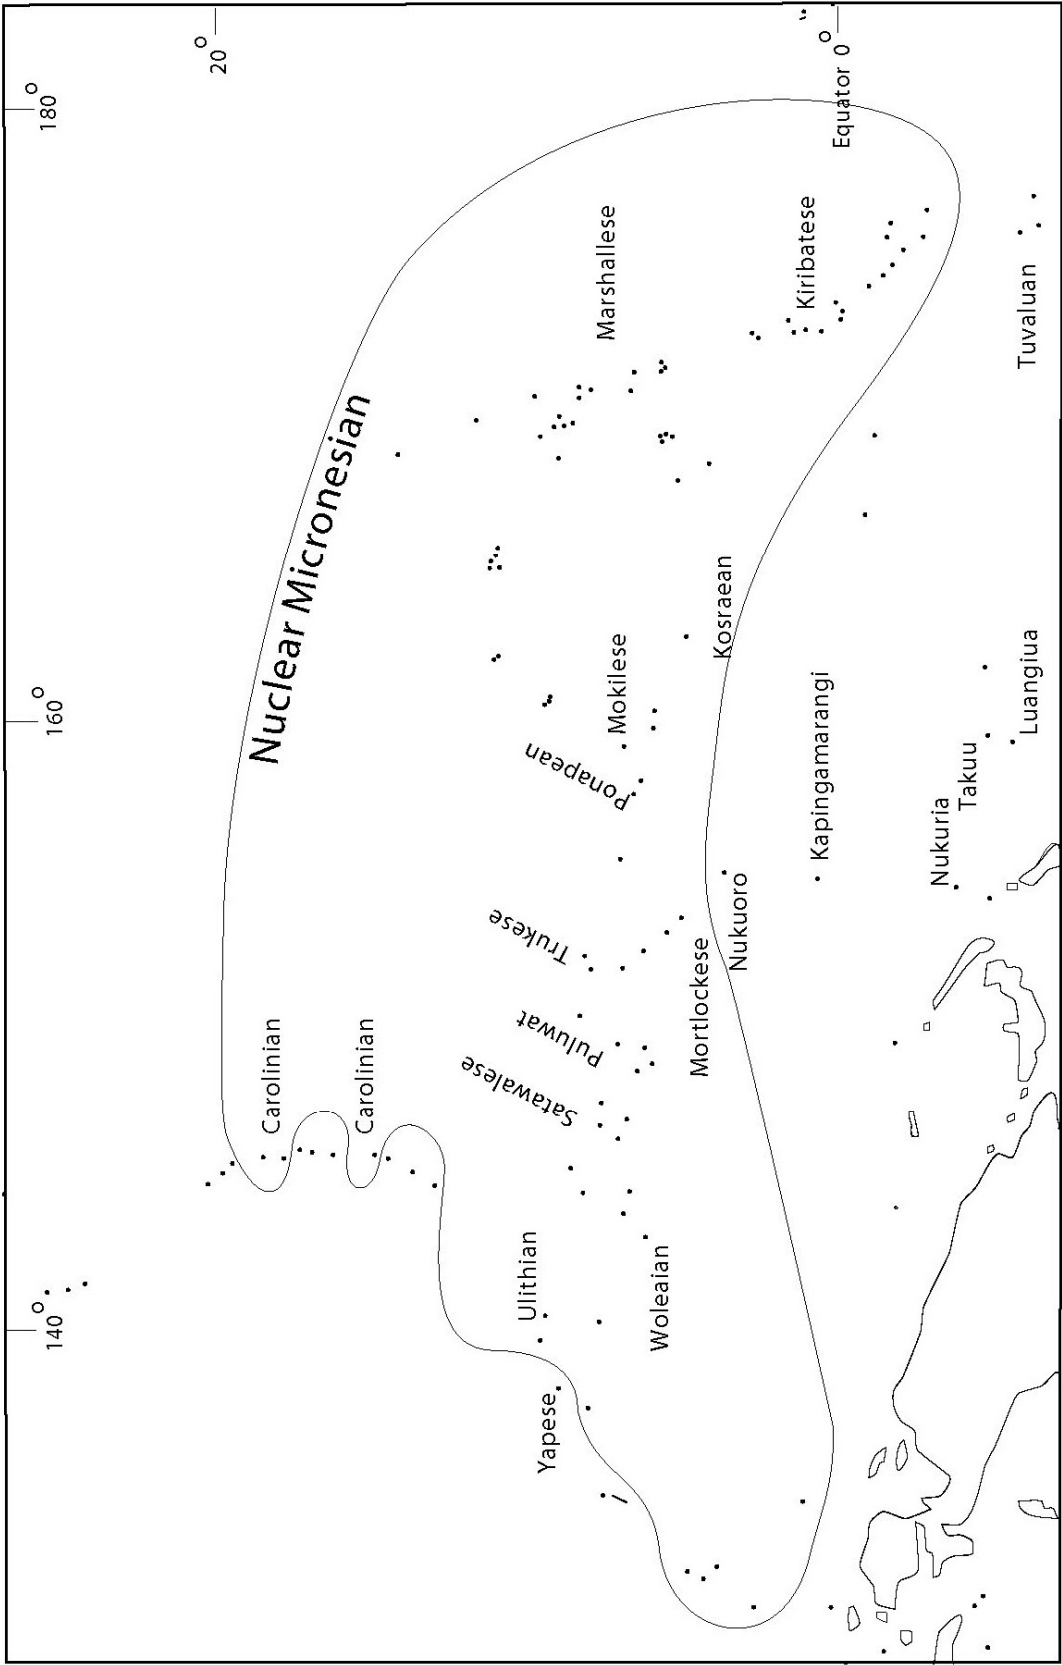 140°
160°
180°
20°
Equator 0°
Nuclear Micronesian
Carolinian
Carolinian
Marshallese
Ulithian
Yapese
Satawalese
Puluwat
Trukese
Ponapean
Mokilese
Kiribatese
Woleaian
Mortlockese
Kosraean
Nukuoro
Kapingamarangi
Nukuria
Takuu
Luangiua
Tuvaluan